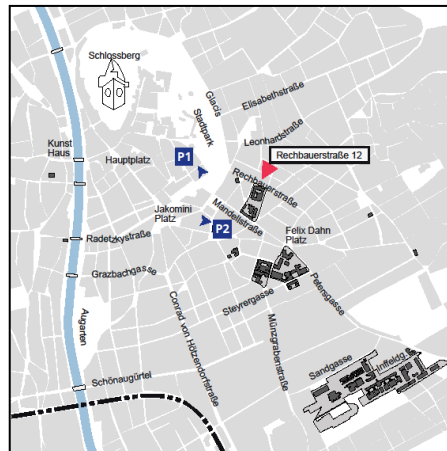 Schlossberg
Glacis
Stadtpark
Elisabethstraße
Leonhardstraße
Kunst
Haus
Hauptplatz
P1
Rechbauerstraße 12
Rechbauerstraße
Mandellstraße
Jakomini
Platz
P2
Felix Dahn
Platz
Radetzkystraße
Grazbachgasse
Petersgasse
Steyrergasse
Augarten
Conrad von Hötzendorfstraße
Münzgrabenstraße
Sandgasse
Inffeldg.
Schönaugürtel